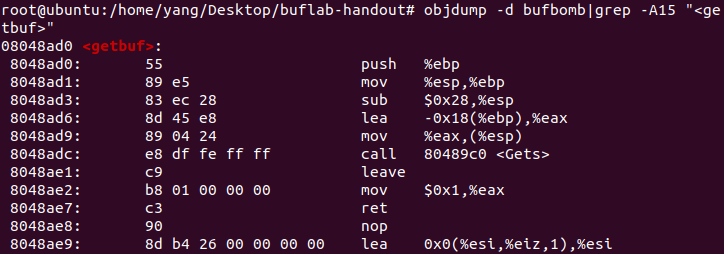 root@ubuntu:/home/yang/Desktop/buflab-handout# objdump -d bufbomb|grep -A15 "<ge
tbuf>"
08048ad0 <getbuf>:
 8048ad0:	55                   	push   %ebp
 8048ad1:	89 e5                	mov    %esp,%ebp
 8048ad3:	83 ec 28             	sub    $0x28,%esp
 8048ad6:	8d 45 e8             	lea    -0x18(%ebp),%eax
 8048ad9:	89 04 24             	mov    %eax,(%esp)
 8048adc:	e8 df fe ff ff       	call   80489c0 <Gets>
 8048ae1:	c9                   	leave
 8048ae2:	b8 01 00 00 00       	mov    $0x1,%eax
 8048ae7:	c3                   	ret
 8048ae8:	90                   	nop
 8048ae9:	8d b4 26 00 00 00 00 	lea    0x0(%esi,%eiz,1),%esi